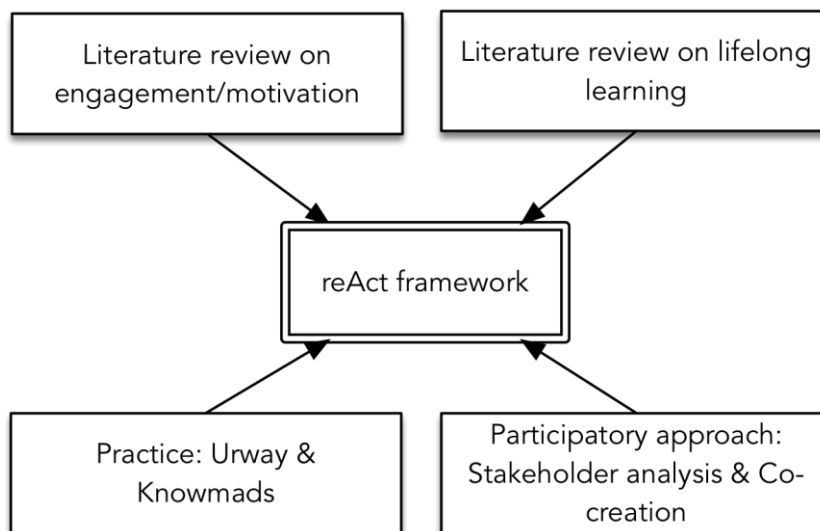 Literature review on
engagement/motivation
Literature review on lifelong
learning
reAct framework
Practice: Urway &
Knowmads
Participatory approach:
Stakeholder analysis & Co-
creation